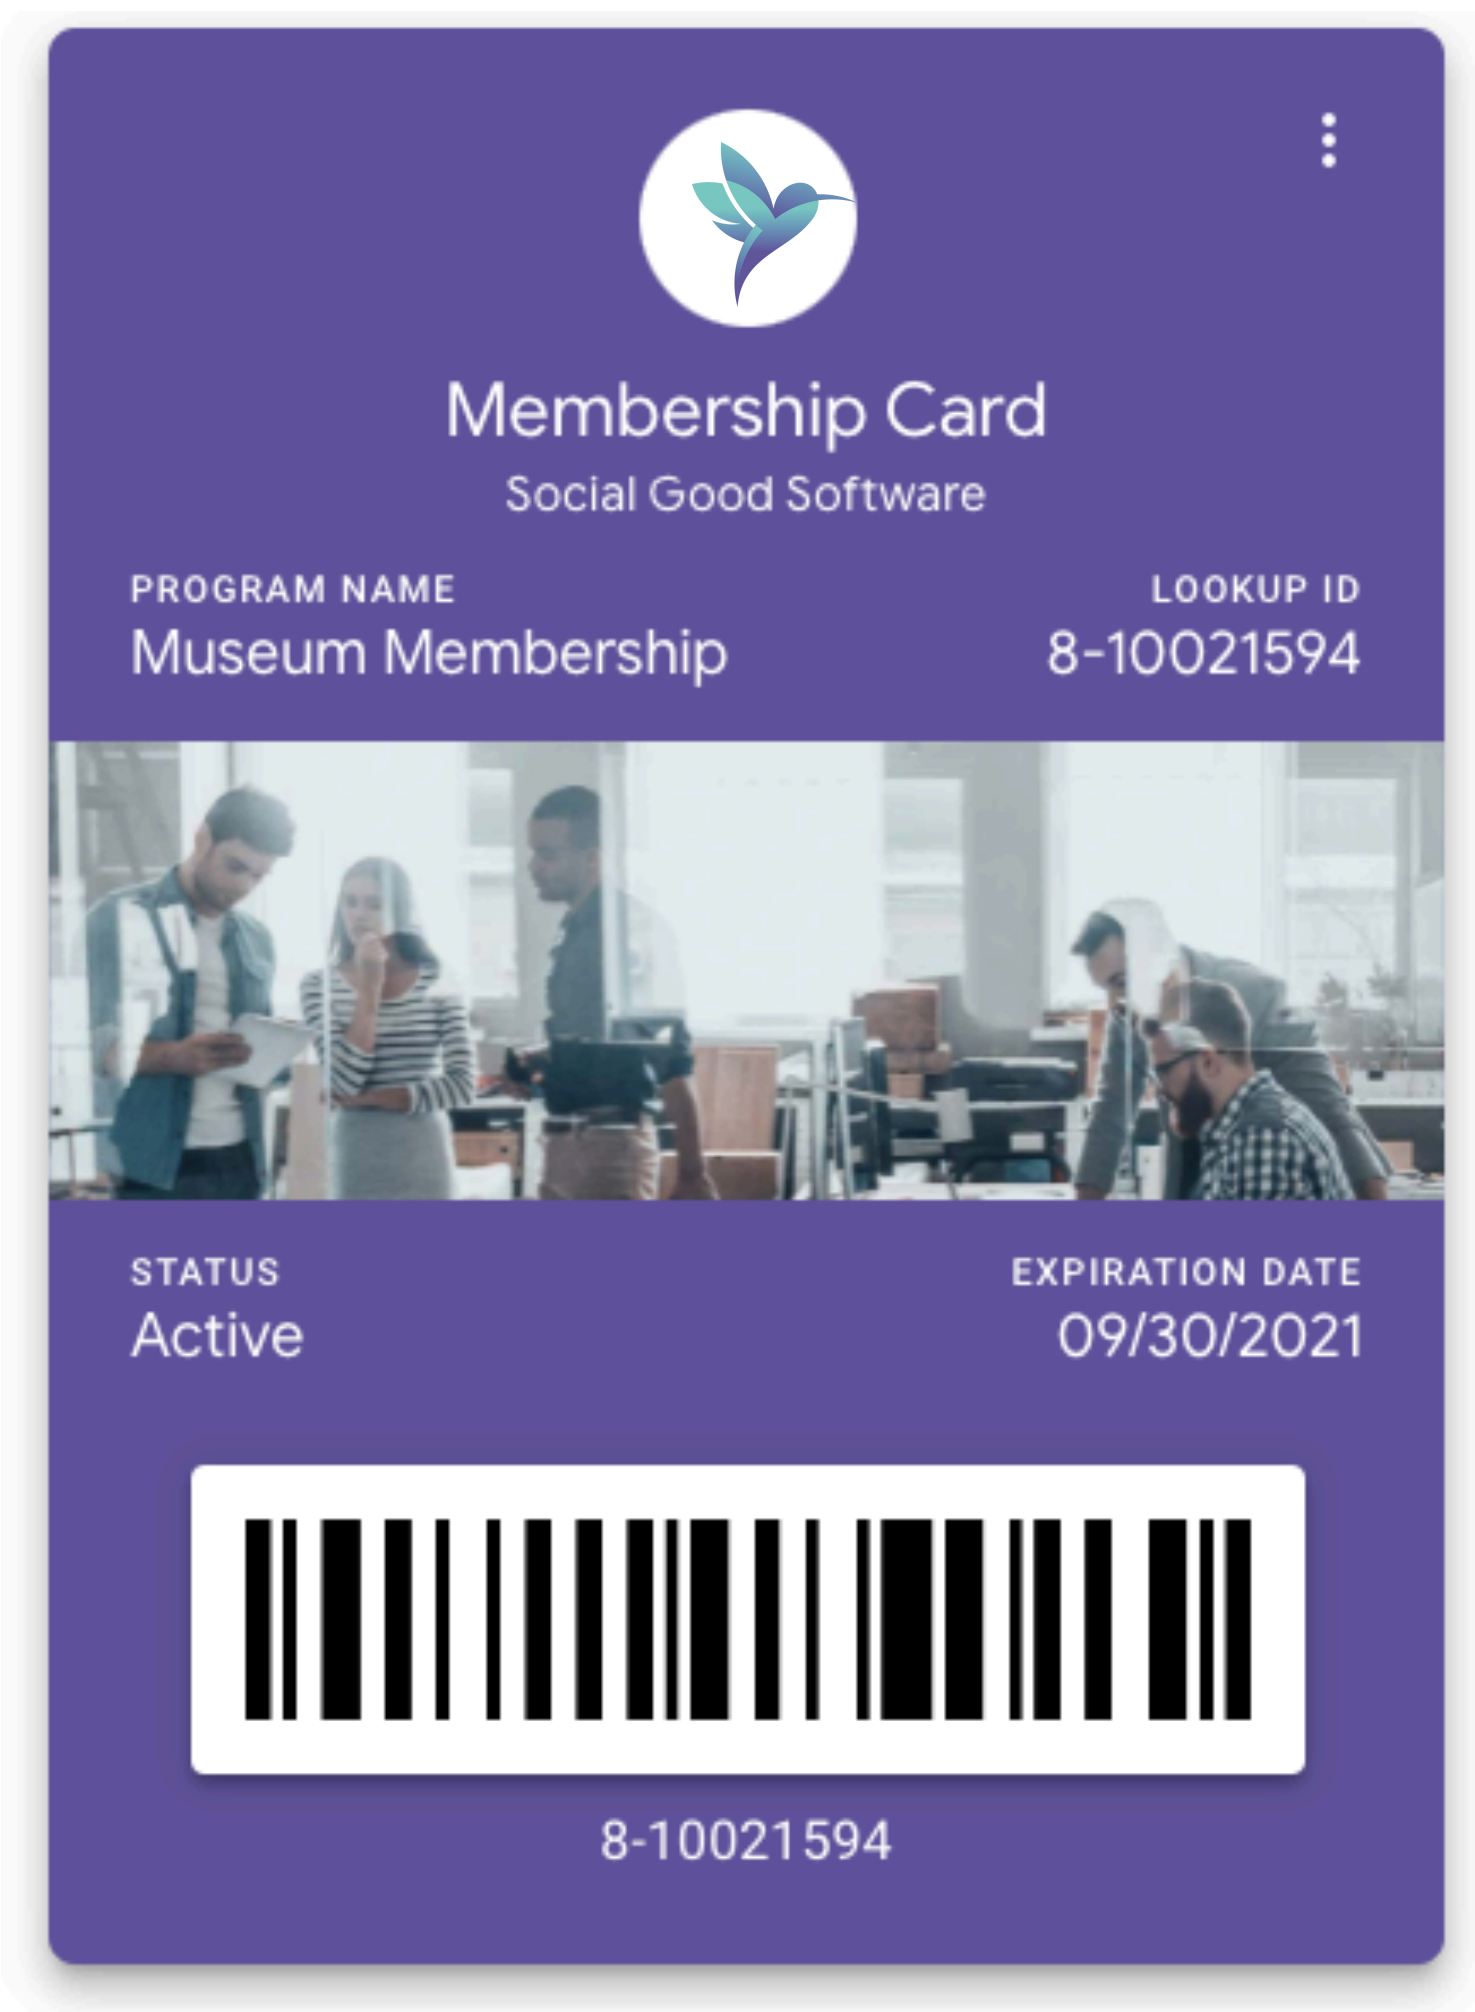 Membership Card
Social Good Software
PROGRAM NAME
LOOKUP ID
Museum Membership
8-10021594
STATUS
EXPIRATION DATE
Active
09/30/2021
8-10021594